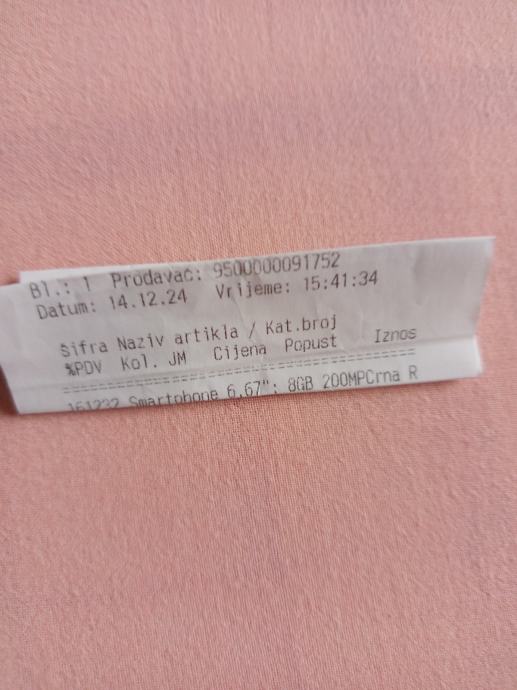 Bl.: 1 Prodavač: 9500000091752
Datum: 14.12.24 Vrijeme: 15:41:34
Šifra Naziv artikla / Kat.broj
%PDV Kol. JM Cijena Popust Iznos
161232 Smartphone 6.67": 8GB 200MPCrna R